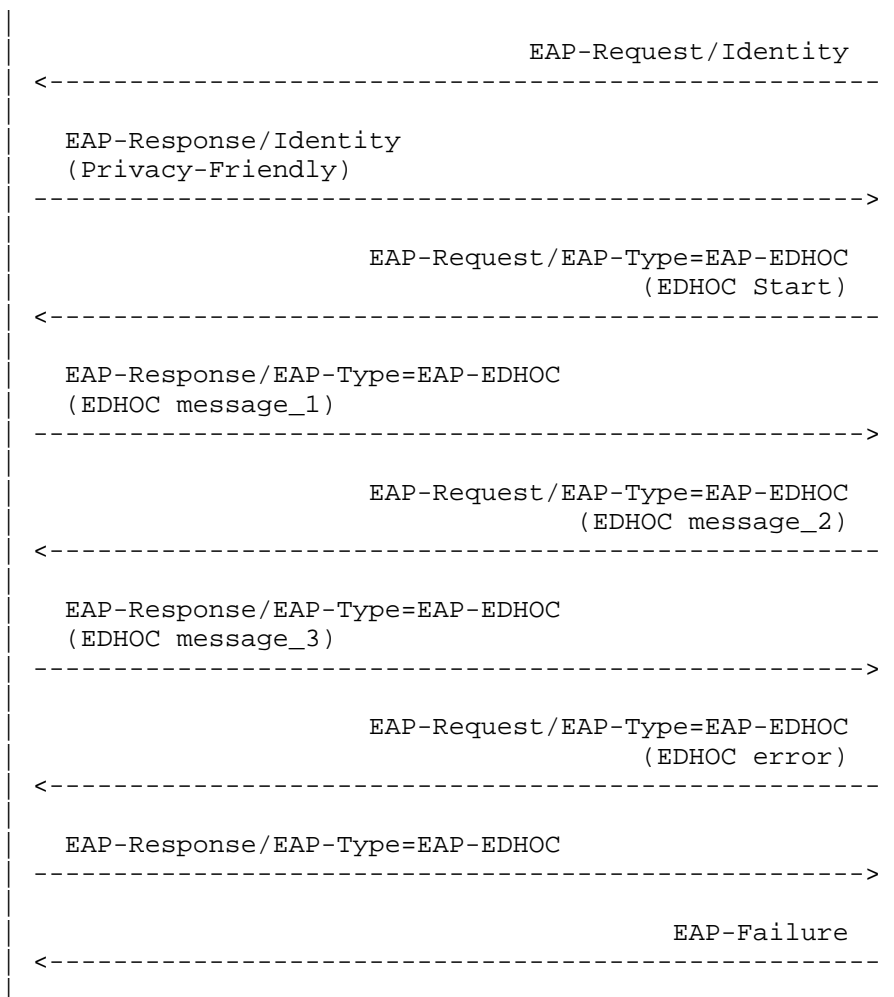 EAP-Request/Identity
<-----------------------------------------------------
EAP-Response/Identity
(Privacy-Friendly)
----------------------------------------------------->
EAP-Request/EAP-Type=EAP-EDHOC
(EDHOC Start)
<-----------------------------------------------------
EAP-Response/EAP-Type=EAP-EDHOC
(EDHOC message_1)
----------------------------------------------------->
EAP-Request/EAP-Type=EAP-EDHOC
(EDHOC message_2)
<-----------------------------------------------------
EAP-Response/EAP-Type=EAP-EDHOC
(EDHOC message_3)
----------------------------------------------------->
EAP-Request/EAP-Type=EAP-EDHOC
(EDHOC error)
<-----------------------------------------------------
EAP-Response/EAP-Type=EAP-EDHOC
----------------------------------------------------->
EAP-Failure
<-----------------------------------------------------